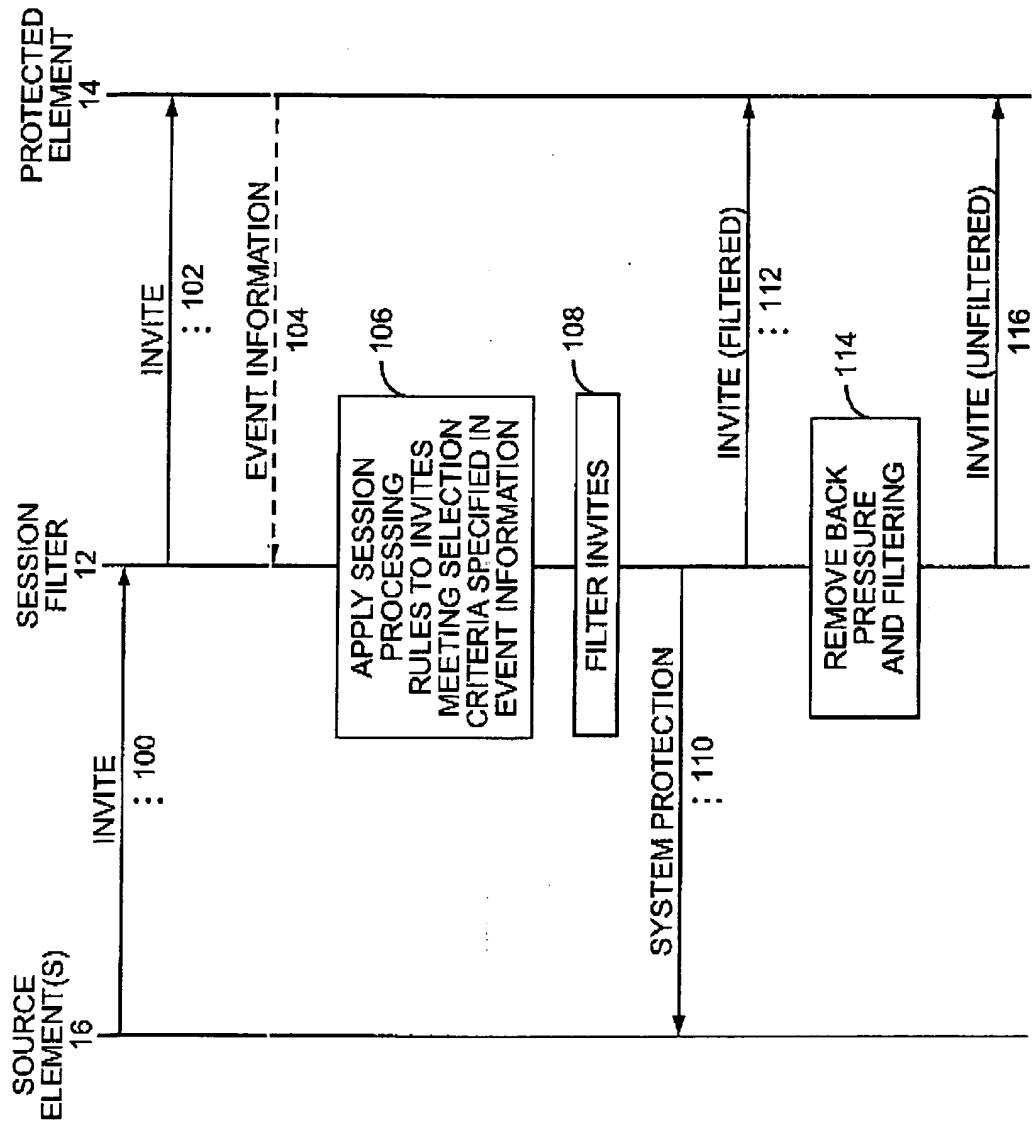 SOURCE
ELEMENT(S)
16
SESSION
FILTER
12
PROTECTED
ELEMENT
14
INVITE
⋮ 100
INVITE
⋮ 102
EVENT INFORMATION
104
106
APPLY SESSION
PROCESSING
RULES TO INVITES
MEETING SELECTION
CRITERIA SPECIFIED IN
EVENT INFORMATION
108
FILTER INVITES
SYSTEM PROTECTION
⋮ 110
INVITE (FILTERED)
⋮ 112
114
REMOVE BACK
PRESSURE
AND FILTERING
INVITE (UNFILTERED)
116